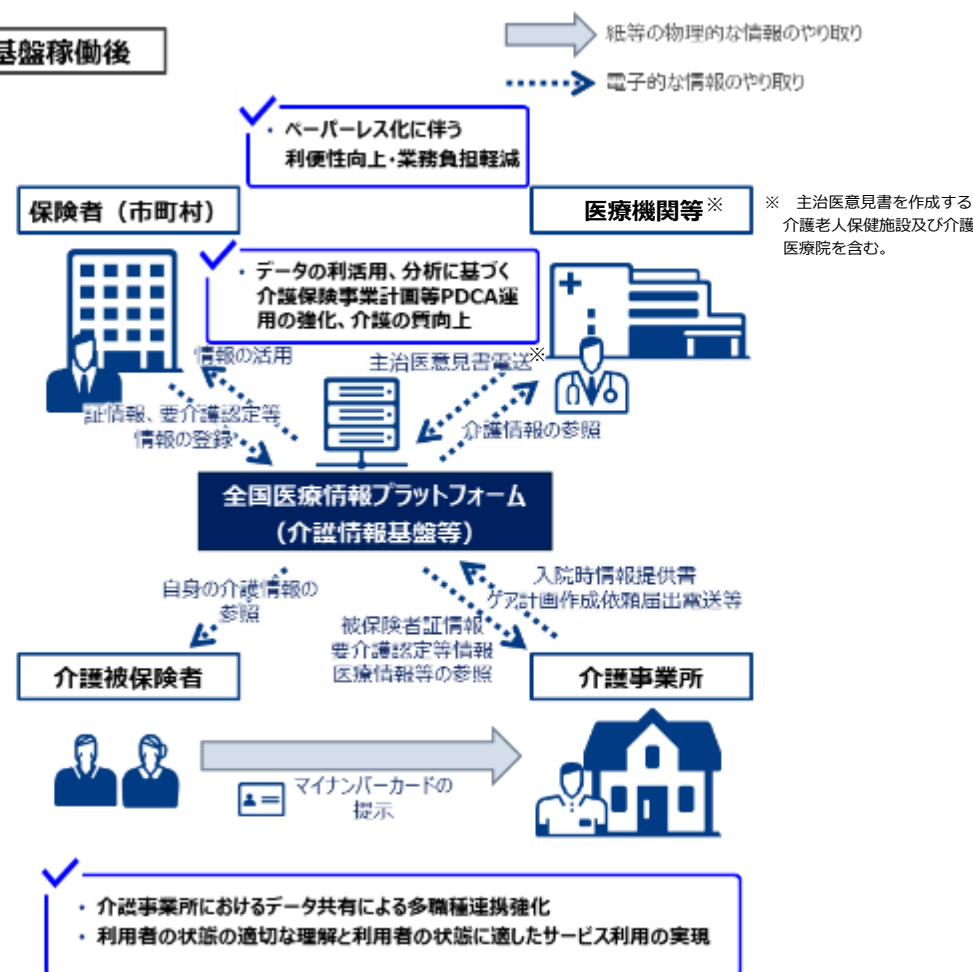 基盤稼働後
紙等の物理的な情報のやり取り
電子的な情報のやり取り
・ ペーパーレス化に伴う
利便性向上・業務負担軽減
保険者（市町村）
医療機関等※
※　主治医意見書を作成する
介護老人保健施設及び介護
医療院を含む。
・ データの利活用、分析に基づく
介護保険事業計画等PDCA運
用の強化、介護の質向上
情報の活用
主治医意見書電送※
証情報、要介護認定等
情報の登録
介護情報の参照
全国医療情報プラットフォーム
（介護情報基盤等）
自身の介護情報の
参照
入院時情報提供書
ケア計画作成依頼届出電送等
被保険者証情報
要介護認定等情報
医療情報等の参照
介護被保険者
介護事業所
マイナンバーカードの
提示
・ 介護事業所におけるデータ共有による多職種連携強化
・ 利用者の状態の適切な理解と利用者の状態に適したサービス利用の実現